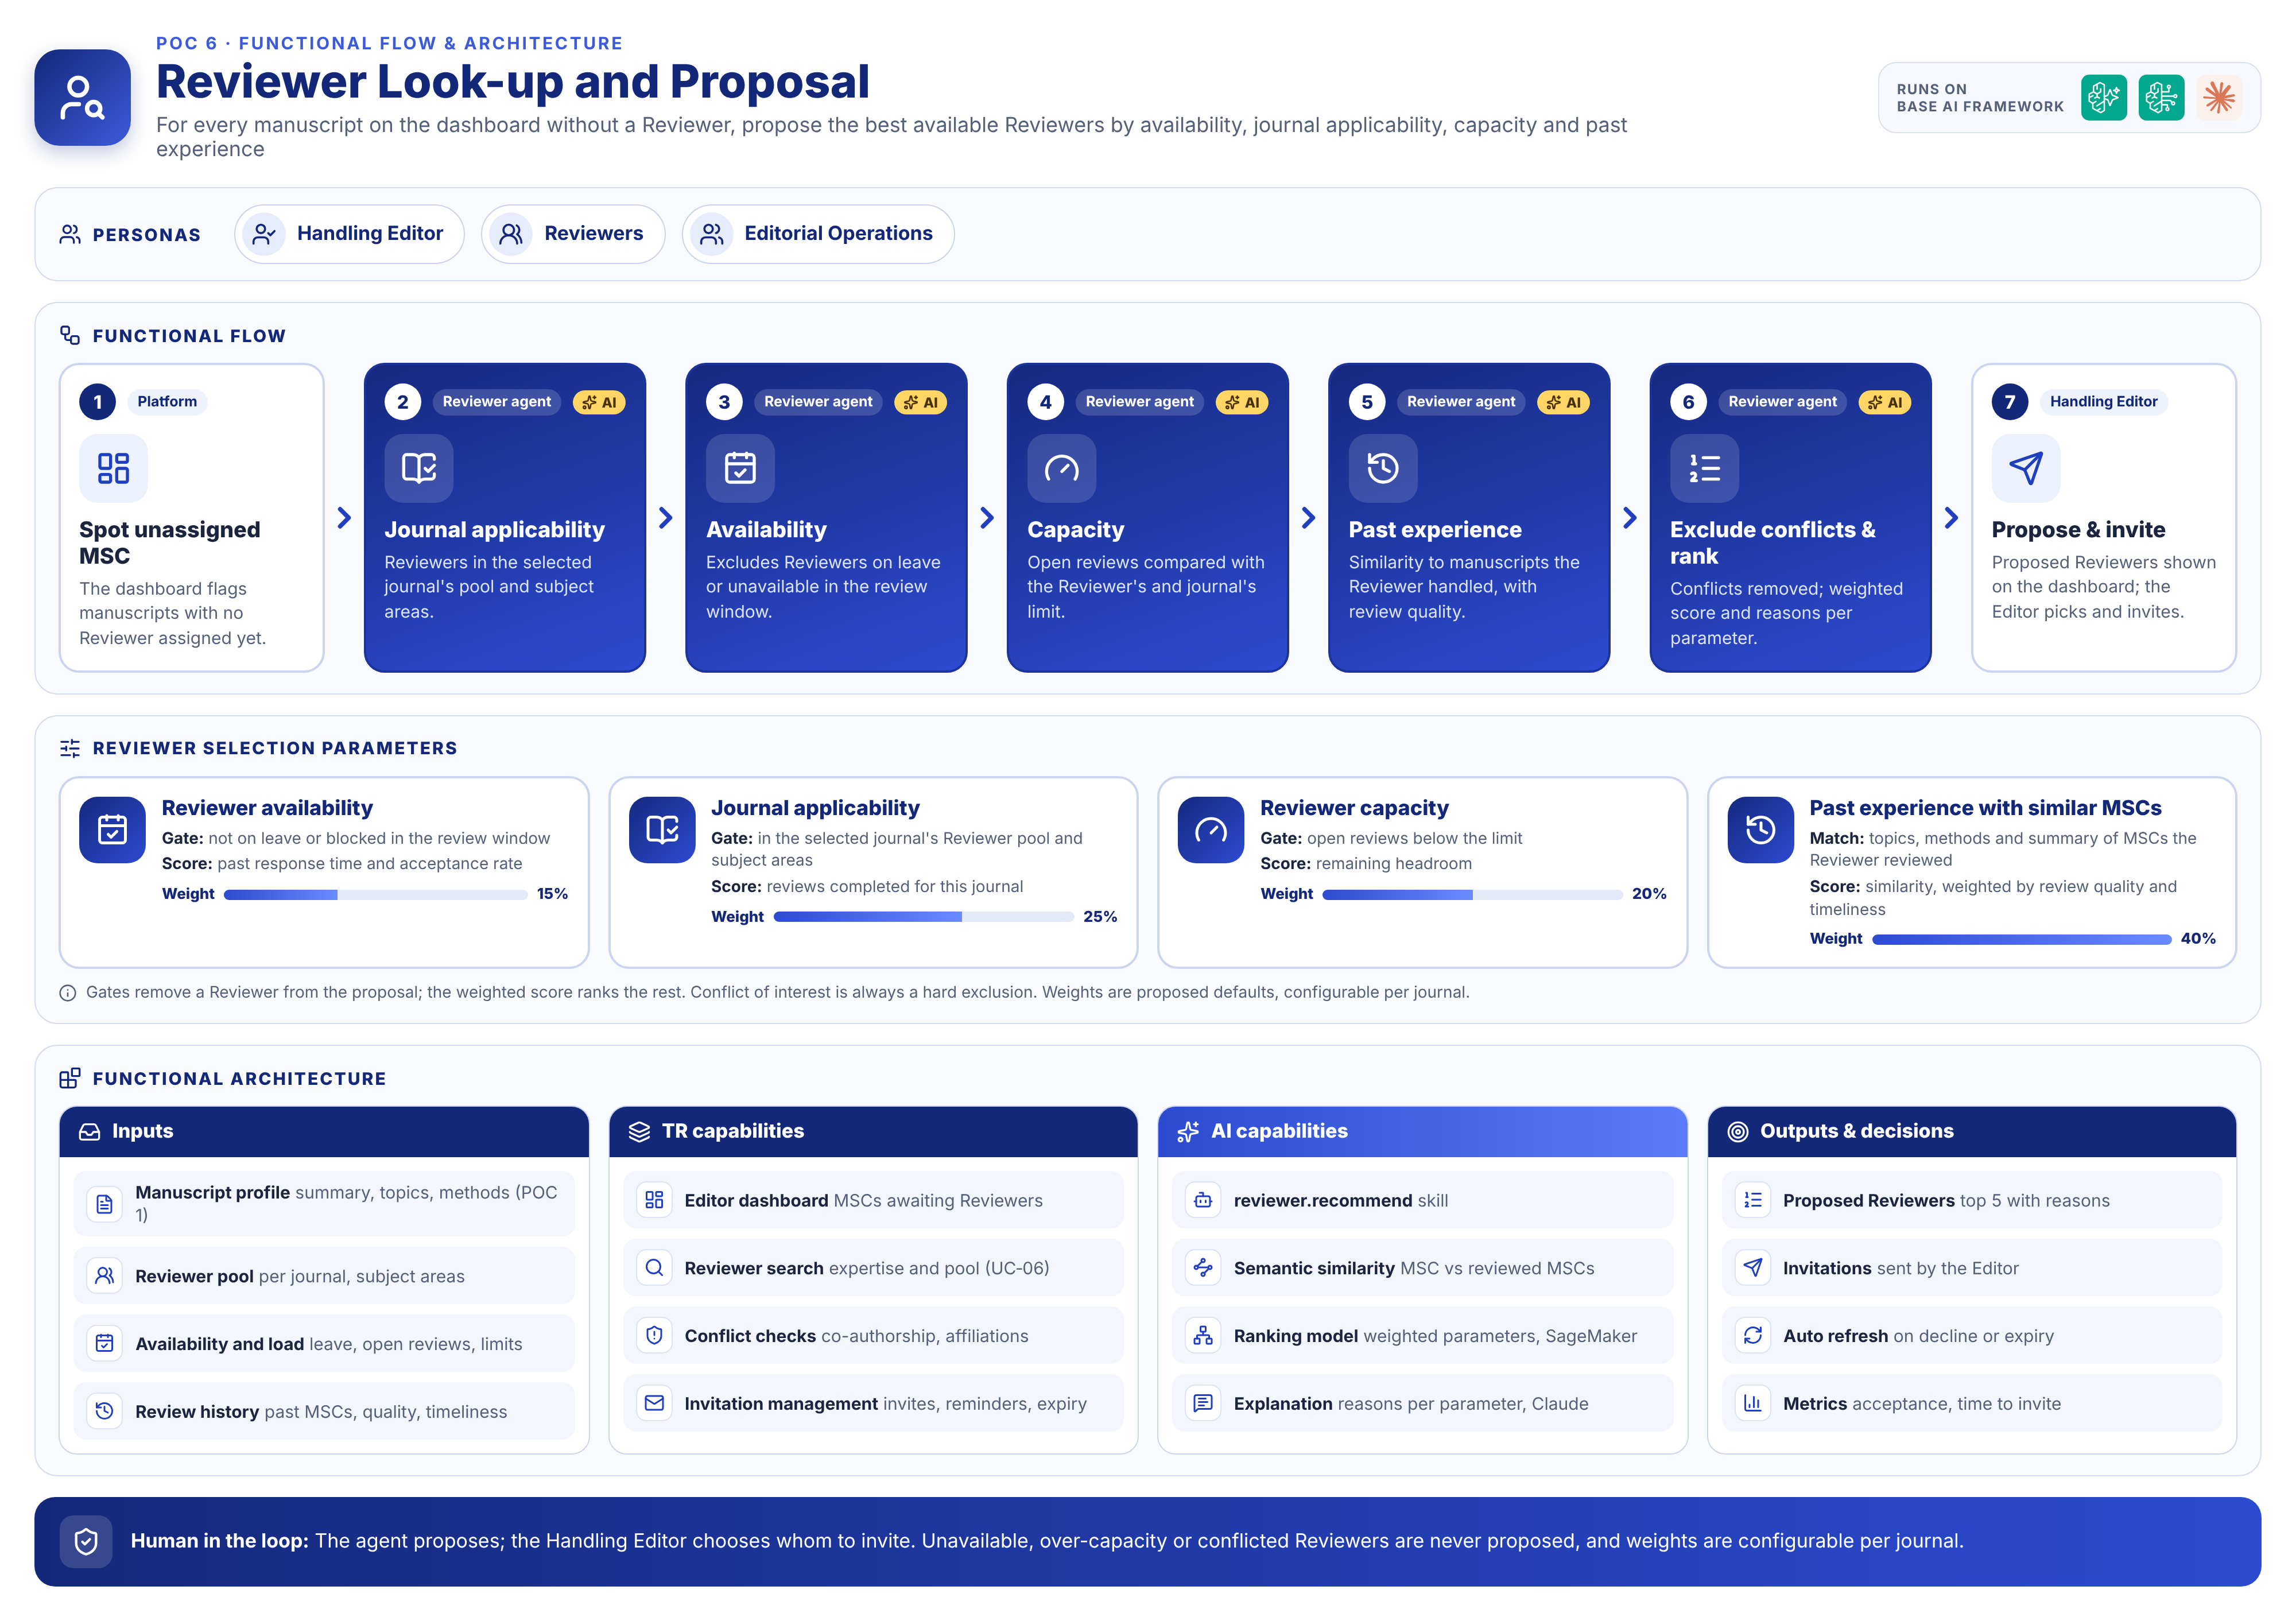 POC 6 · FUNCTIONAL FLOW & ARCHITECTURE
Reviewer Look-up and Proposal
For every manuscript on the dashboard without a Reviewer, propose the best available Reviewers by availability, journal applicability, capacity and past
experience
RUNS ON
BASE AI FRAMEWORK
PERSONAS
Handling Editor
Reviewers
Editorial Operations
FUNCTIONAL FLOW
1 Platform
Spot unassigned
MSC
The dashboard flags
manuscripts with no
Reviewer assigned yet.
2 Reviewer agent AI
Journal applicability
Reviewers in the selected
journal's pool and subject
areas.
3 Reviewer agent AI
Availability
Excludes Reviewers on leave
or unavailable in the review
window.
4 Reviewer agent AI
Capacity
Open reviews compared with
the Reviewer's and journal's
limit.
5 Reviewer agent AI
Past experience
Similarity to manuscripts the
Reviewer handled, with
review quality.
6 Reviewer agent AI
Exclude conflicts &
rank
Conflicts removed; weighted
score and reasons per
parameter.
7 Handling Editor
Propose & invite
Proposed Reviewers shown
on the dashboard; the
Editor picks and invites.
REVIEWER SELECTION PARAMETERS
Reviewer availability
Gate: not on leave or blocked in the review window
Score: past response time and acceptance rate
Weight 15%
Journal applicability
Gate: in the selected journal's Reviewer pool and
subject areas
Score: reviews completed for this journal
Weight 25%
Reviewer capacity
Gate: open reviews below the limit
Score: remaining headroom
Weight 20%
Past experience with similar MSCs
Match: topics, methods and summary of MSCs the
Reviewer reviewed
Score: similarity, weighted by review quality and
timeliness
Weight 40%
Gates remove a Reviewer from the proposal; the weighted score ranks the rest. Conflict of interest is always a hard exclusion. Weights are proposed defaults, configurable per journal.
FUNCTIONAL ARCHITECTURE
Inputs
Manuscript profile summary, topics, methods (POC
1)
Reviewer pool per journal, subject areas
Availability and load leave, open reviews, limits
Review history past MSCs, quality, timeliness
TR capabilities
Editor dashboard MSCs awaiting Reviewers
Reviewer search expertise and pool (UC-06)
Conflict checks co-authorship, affiliations
Invitation management invites, reminders, expiry
AI capabilities
reviewer.recommend skill
Semantic similarity MSC vs reviewed MSCs
Ranking model weighted parameters, SageMaker
Explanation reasons per parameter, Claude
Outputs & decisions
Proposed Reviewers top 5 with reasons
Invitations sent by the Editor
Auto refresh on decline or expiry
Metrics acceptance, time to invite
Human in the loop: The agent proposes; the Handling Editor chooses whom to invite. Unavailable, over-capacity or conflicted Reviewers are never proposed, and weights are configurable per journal.